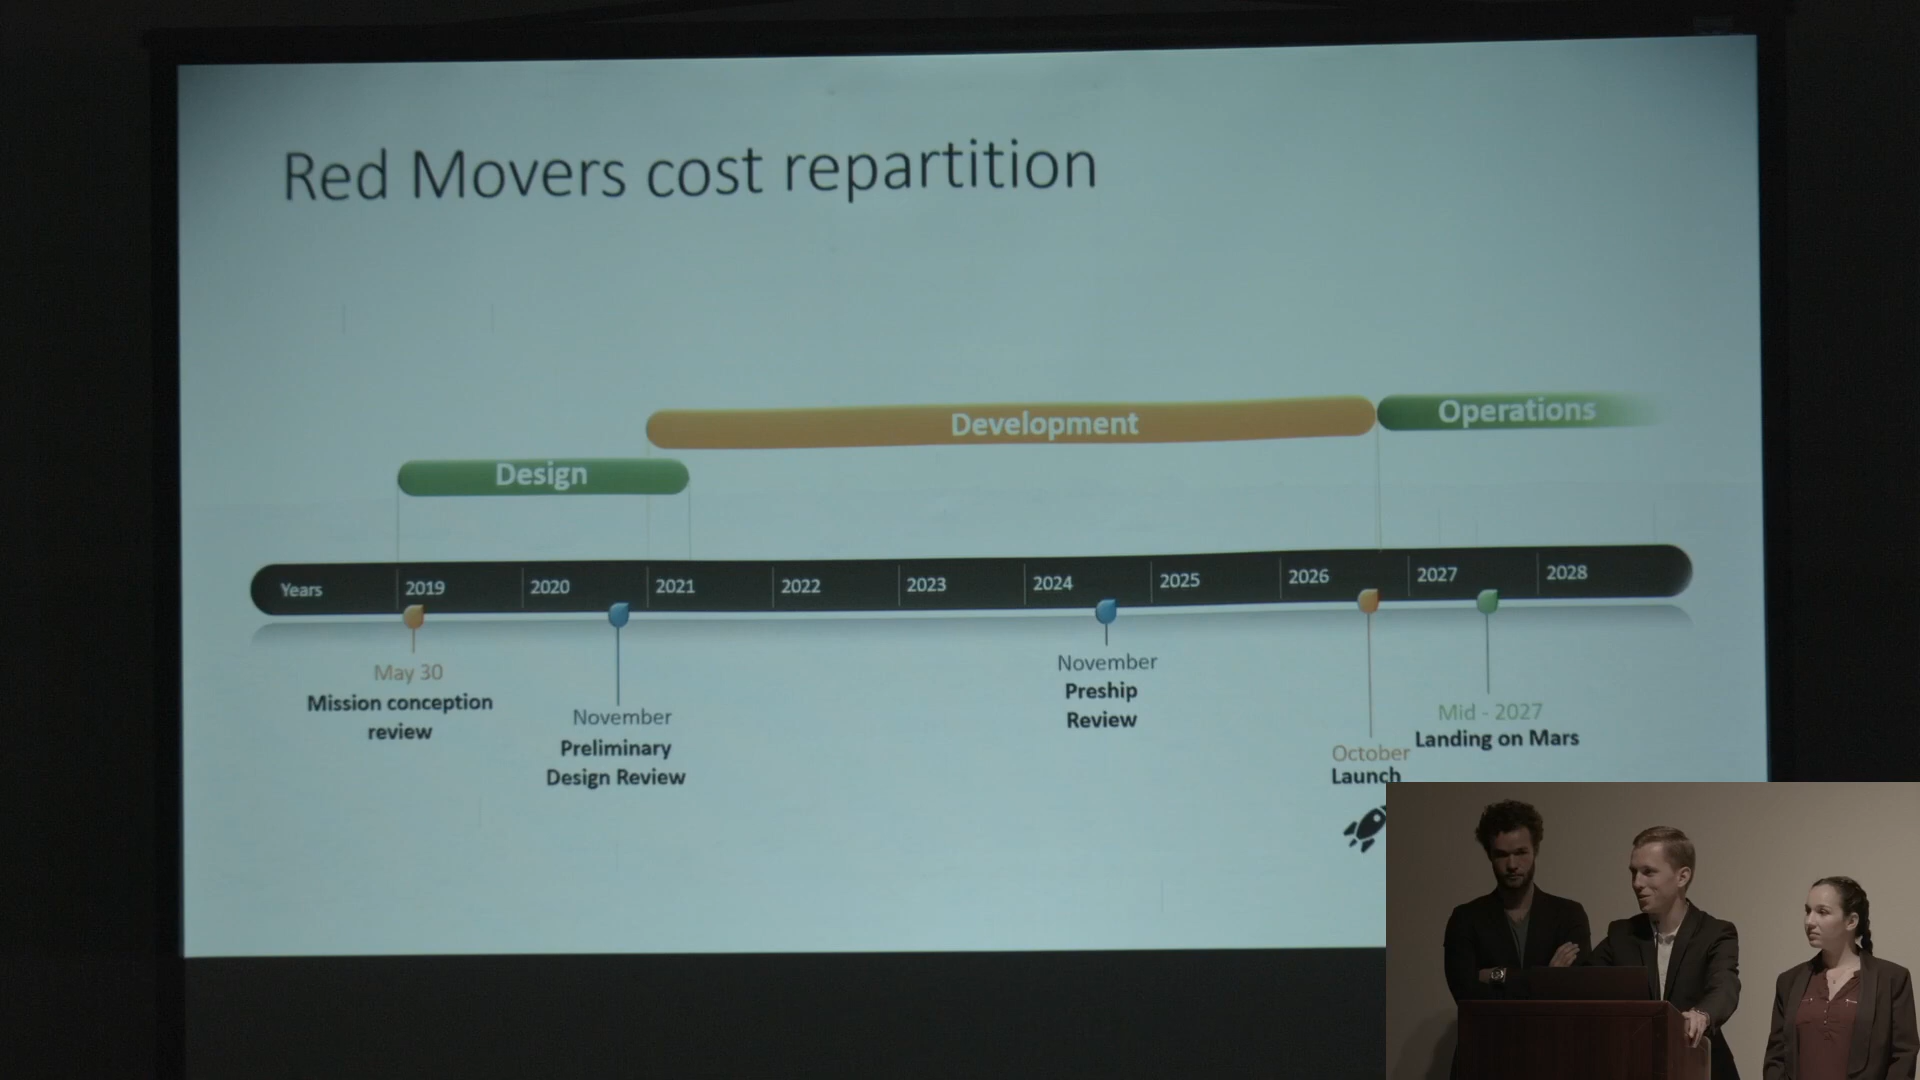 Red Movers cost repartition
Development
Operations
Design
Years
2019
2020
2021
2022
2023
2024
2025
2026
2027
2028
May 30
Mission conception
review
November
Preliminary
Design Review
November
Preship
Review
October
Launch
Mid - 2027
Landing on Mars